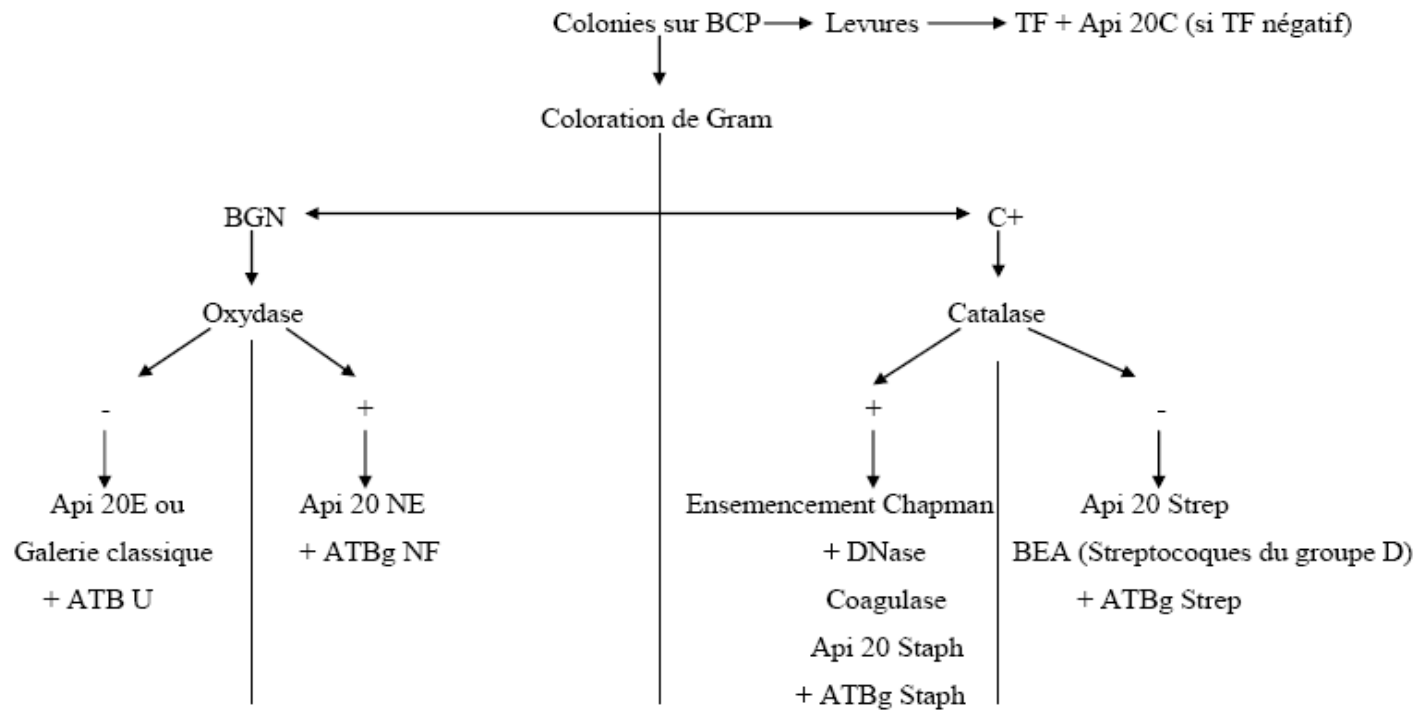 Colonies sur BCP Levures TF + Api 20C (si TF négatif)
Coloration de Gram
BGN C+
Oxydase Catalase
- + + -
Api 20E ou Api 20 NE Ensemencement Chapman Api 20 Strep
Galerie classique + ATBg NF + DNase BEA (Streptocoques du groupe D)
+ ATB U Coagulase + ATBg Strep
Api 20 Staph
+ ATBg Staph